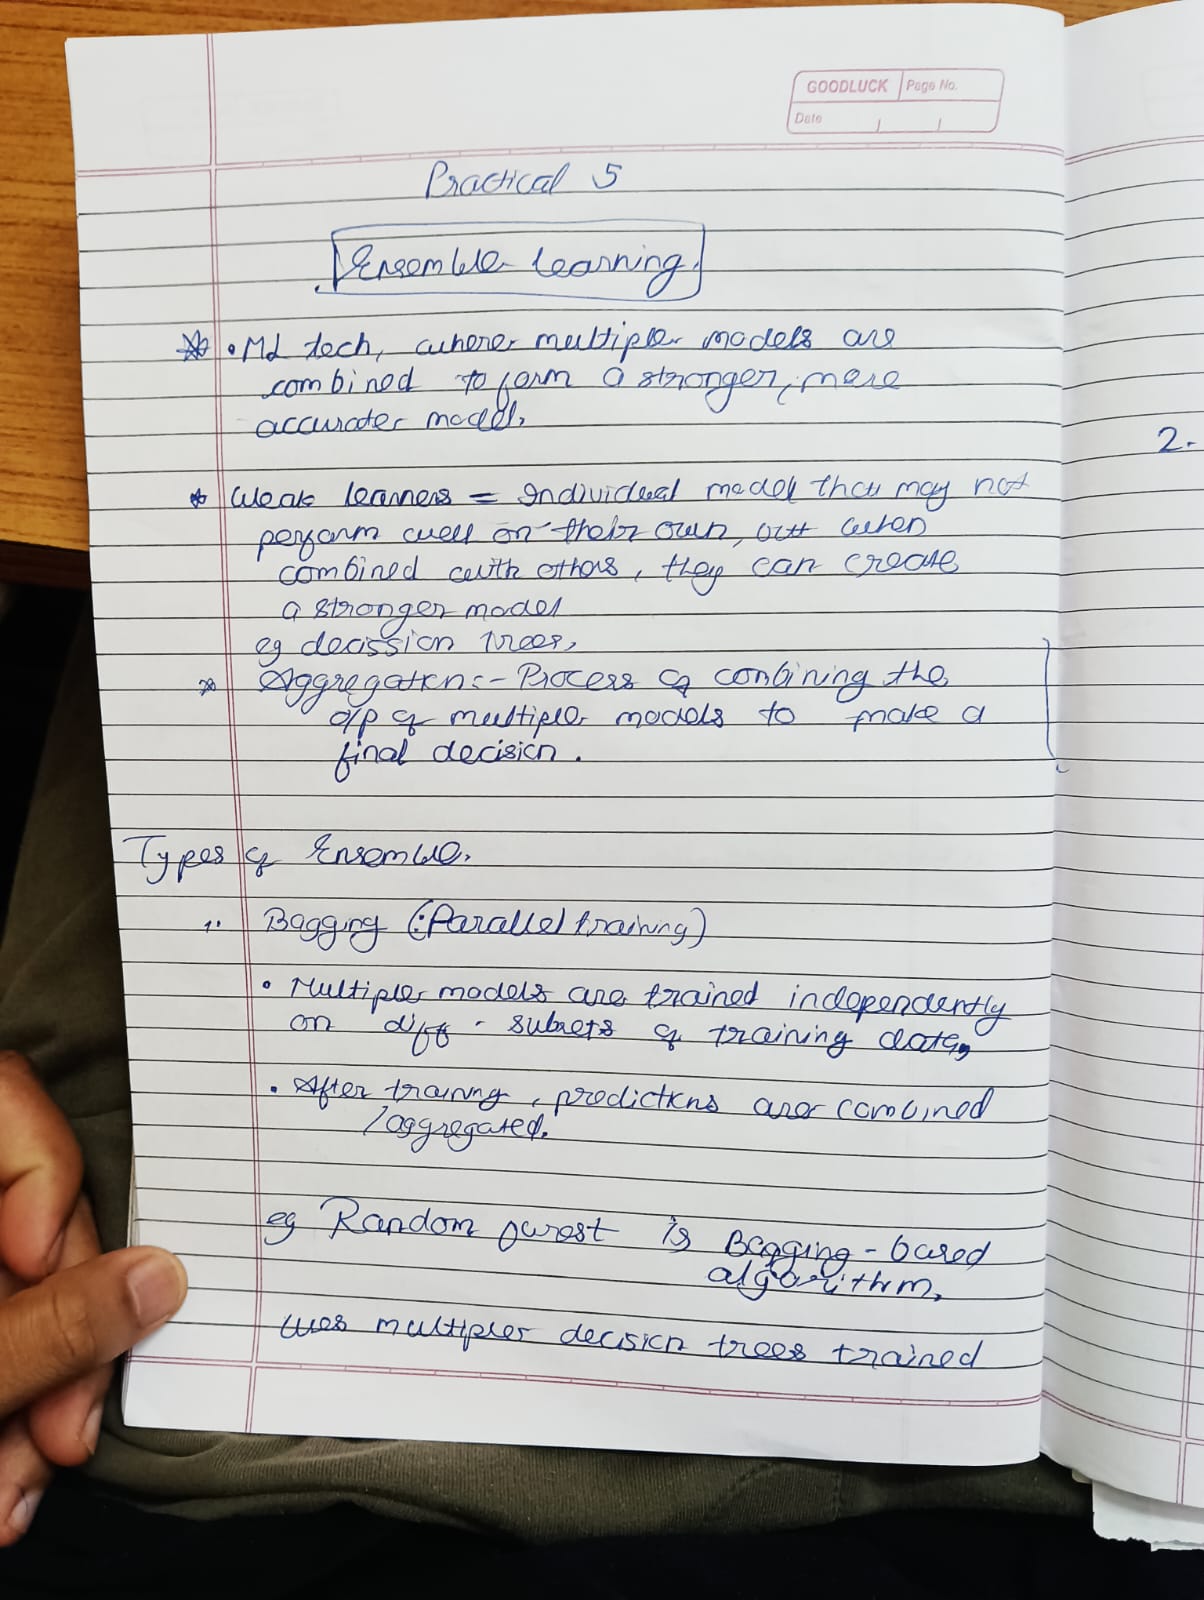 GOODLUCK Page No.
Date
Practical 5
Ensemble learning.
* • ML tech, where multiple models are
combined to form a stronger, more
accurate model.
* Weak learners = Individual model that may not
perform well on their own, but when
combined with others, they can create
a stronger model
eg decission trees,
* Aggregation:- Process of combining the
o/p of multiple models to make a
final decision.
2.
Types of Ensemble.
1. Bagging (:Parallel training)
• Multiple models are trained independently
on diff. subsets of training data,
• After training, predictions are combined
/aggregated.
eg Random forest is Bagging-based
algorithm,
uses multiple decision trees trained